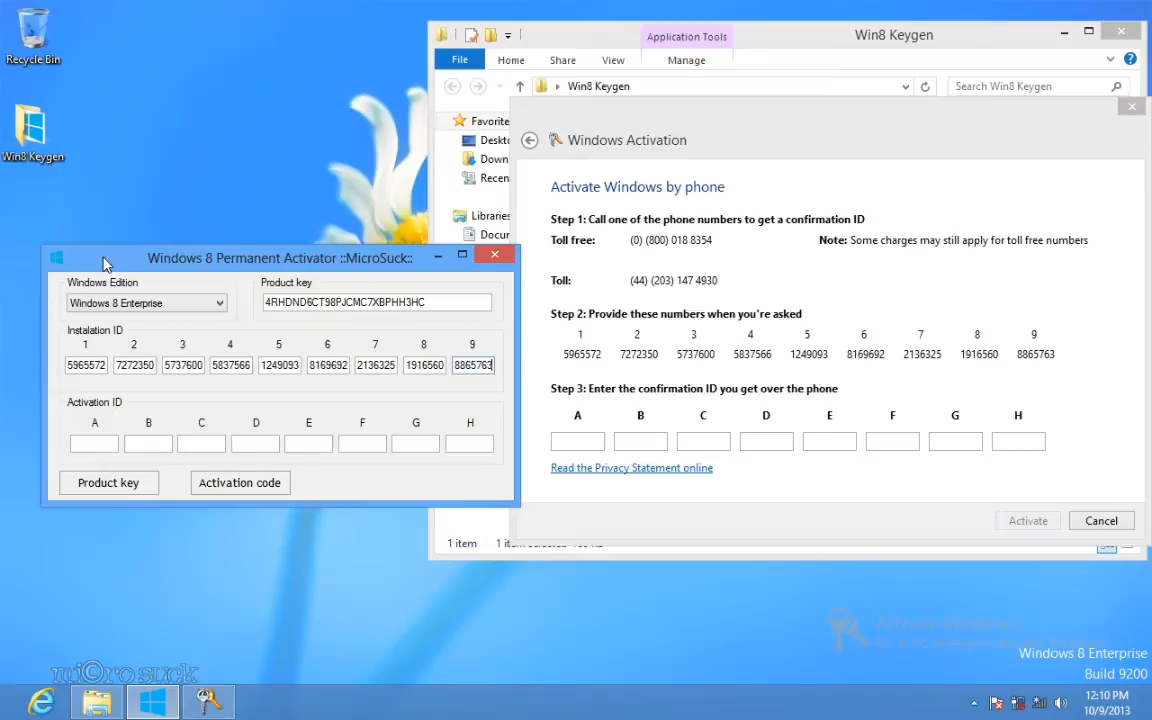 Recycle Bin
Win8 Keygen
Application Tools
Win8 Keygen
File Home Share View Manage
Win8 Keygen
Search Win8 Keygen
Favorite
Deskto
Down
Recen
Libraries
Docur
Windows Activation
Activate Windows by phone
Step 1: Call one of the phone numbers to get a confirmation ID
Toll free: (0) (800) 018 8354 Note: Some charges may still apply for toll free numbers
Toll: (44) (203) 147 4930
Step 2: Provide these numbers when you're asked
1 2 3 4 5 6 7 8 9
5965572 7272350 5737600 5837566 1249093 8169692 2136325 1916560 8865763
Step 3: Enter the confirmation ID you get over the phone
A B C D E F G H
Read the Privacy Statement online
Activate Cancel
1 item
Windows 8 Permanent Activator ::MicroSuck::
Windows Edition Product key
Windows 8 Enterprise 4RHDND6CT98PJCMC7XBPHH3HC
Instalation ID
1 2 3 4 5 6 7 8 9
5965572 7272350 5737600 5837566 1249093 8169692 2136325 1916560 8865763
Activation ID
A B C D E F G H
Product key Activation code
Activate Windows
micro suck
Windows 8 Enterprise
Build 9200
12:10 PM
10/9/2013